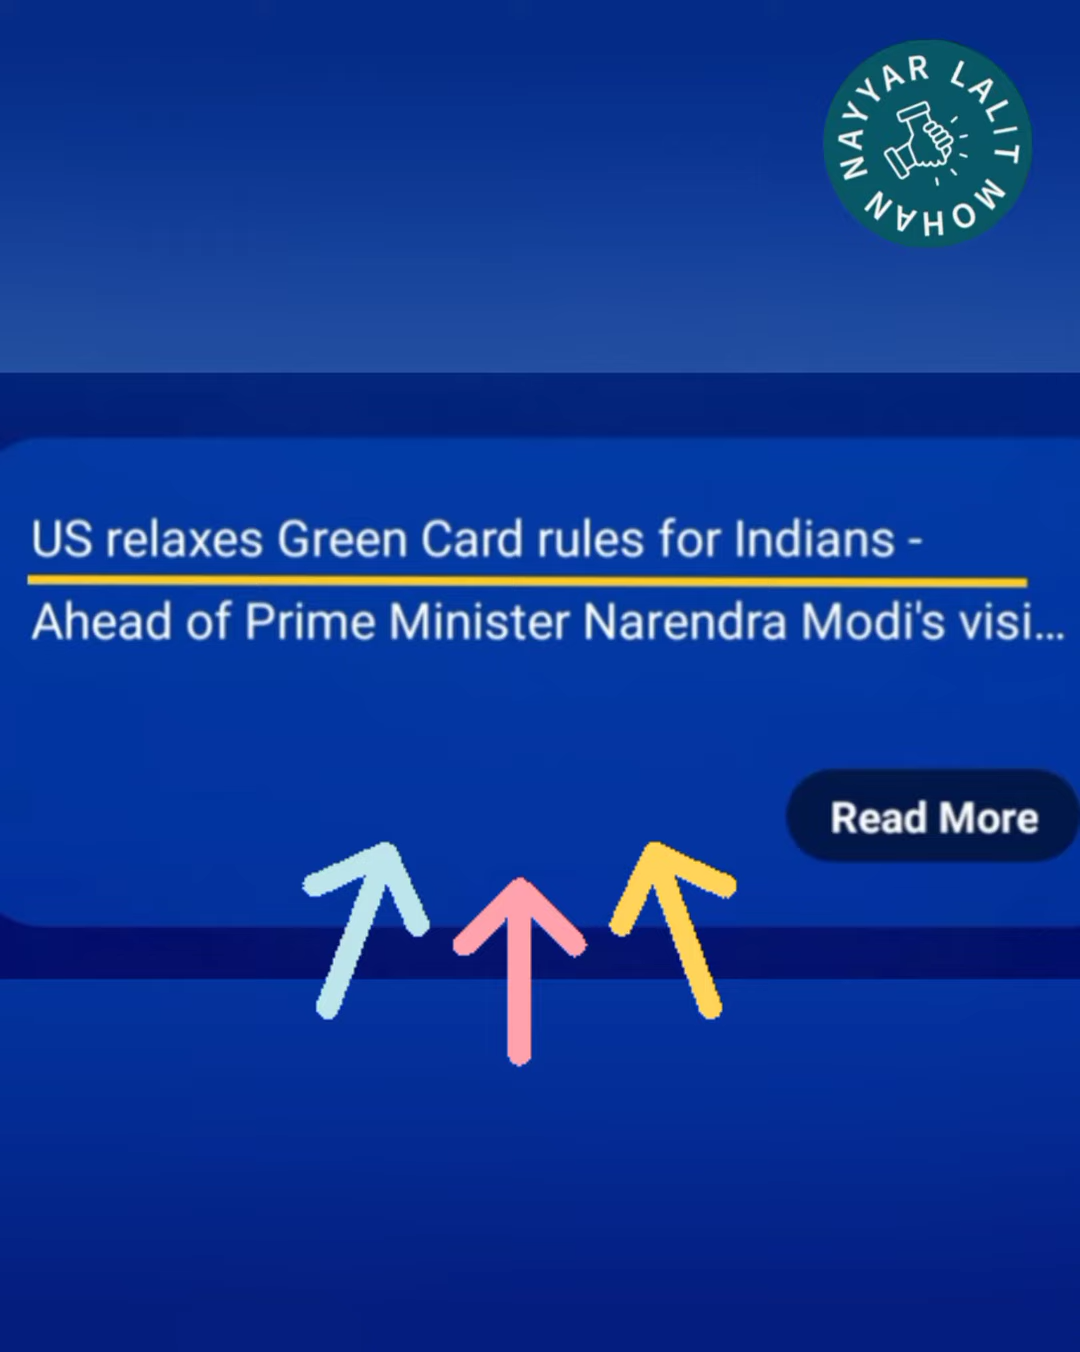 NAYYAR LALIT MOHAN
US relaxes Green Card rules for Indians -
Ahead of Prime Minister Narendra Modi's visi...
Read More